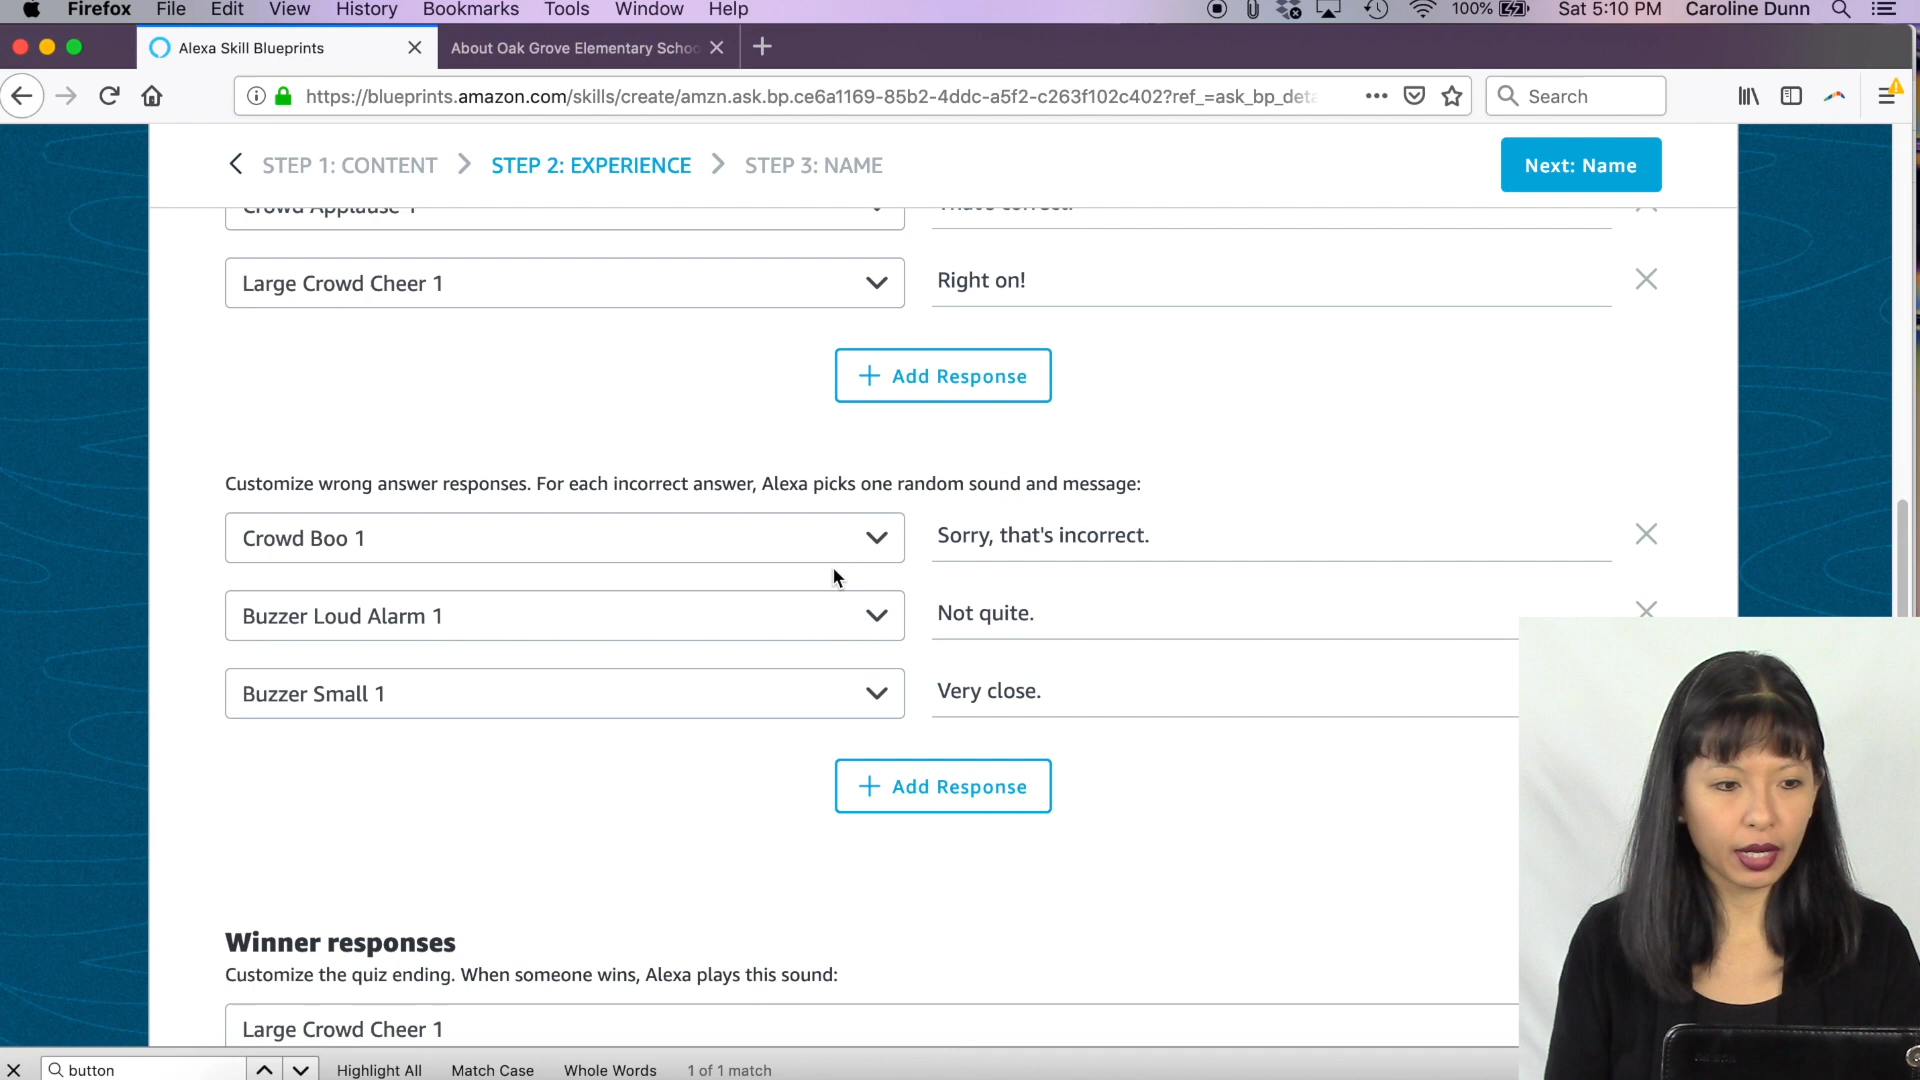 Firefox File Edit View History Bookmarks Tools Window Help 100% Sat 5:10 PM Caroline Dunn
Alexa Skill Blueprints About Oak Grove Elementary Schoo
https://blueprints.amazon.com/skills/create/amzn.ask.bp.ce6a1169-85b2-4ddc-a5f2-c263f102c402?ref_=ask_bp_deta Search
STEP 1: CONTENT STEP 2: EXPERIENCE STEP 3: NAME Next: Name
Crowd Applause 1 That's correct.
Large Crowd Cheer 1 Right on!
+ Add Response
Customize wrong answer responses. For each incorrect answer, Alexa picks one random sound and message:
Crowd Boo 1 Sorry, that's incorrect.
Buzzer Loud Alarm 1 Not quite.
Buzzer Small 1 Very close.
+ Add Response
Winner responses
Customize the quiz ending. When someone wins, Alexa plays this sound:
Large Crowd Cheer 1
button Highlight All Match Case Whole Words 1 of 1 match